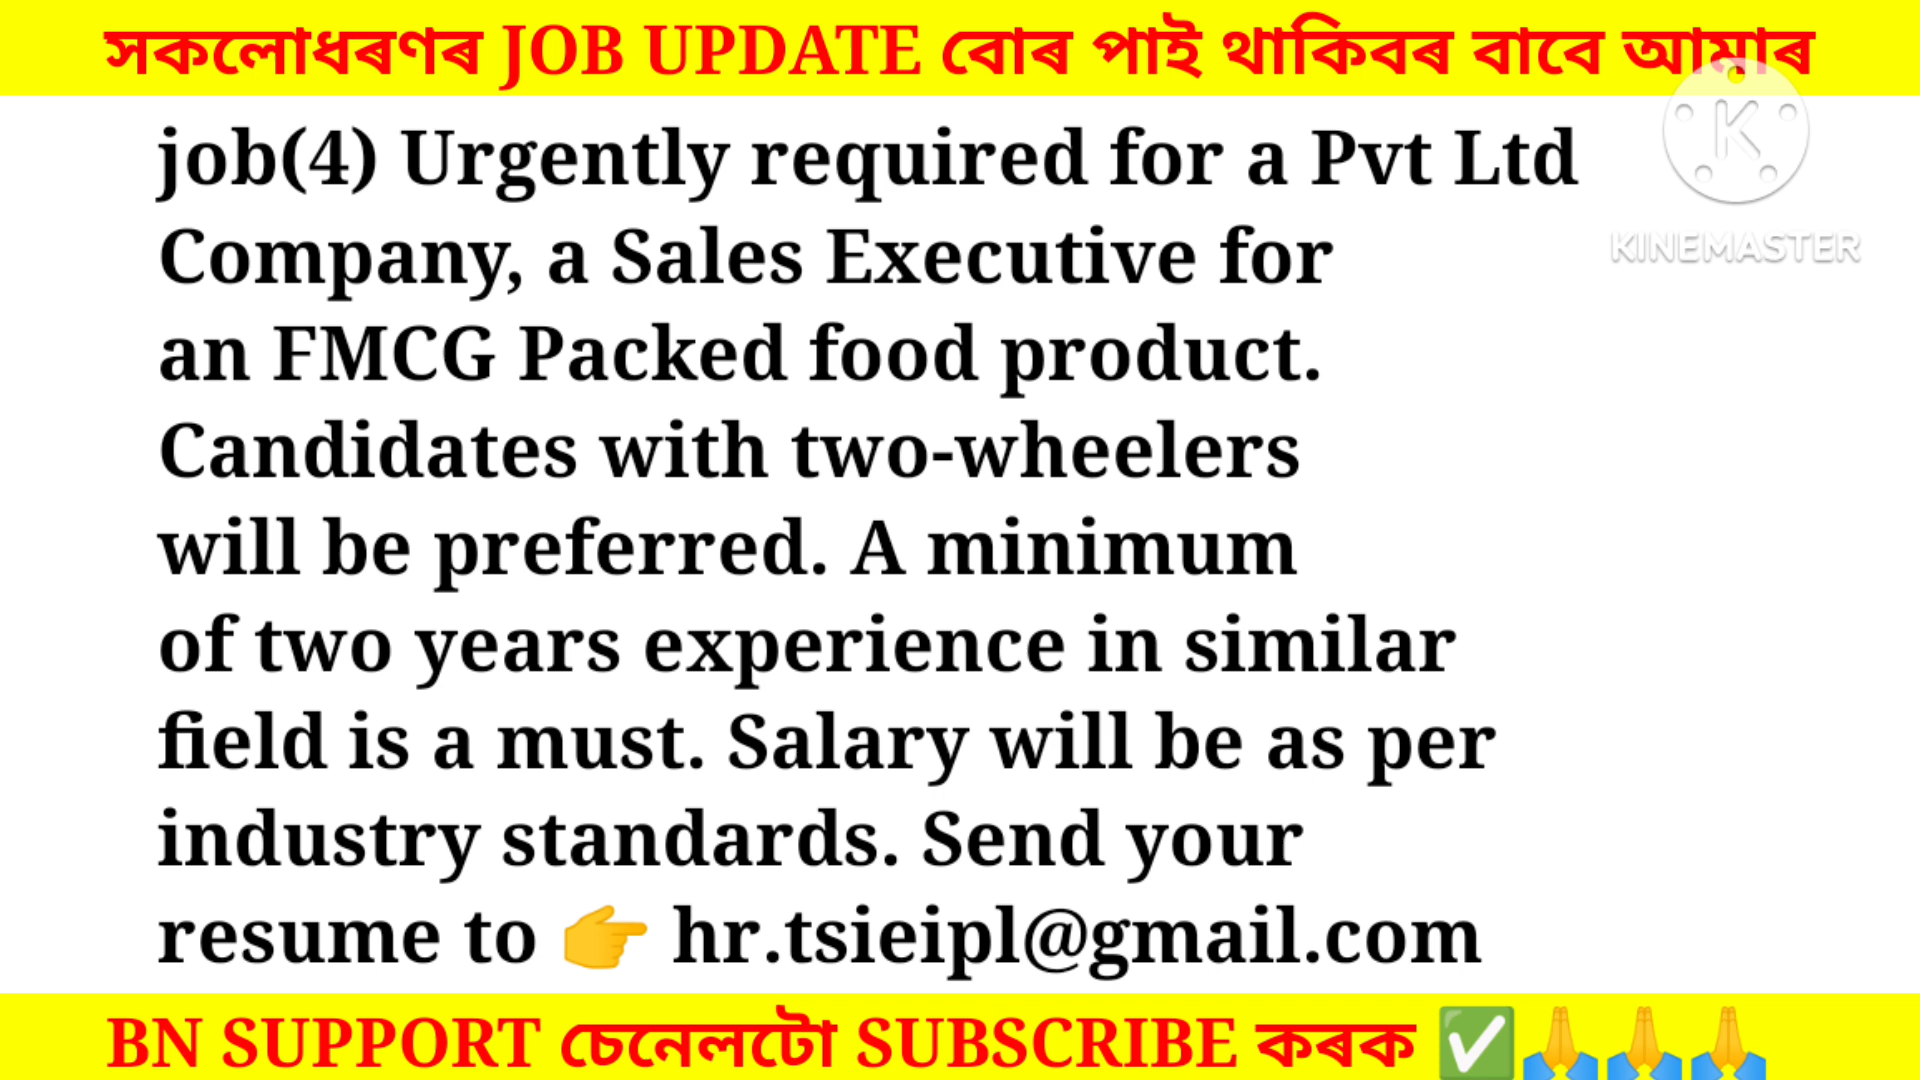 সকলোধৰণৰ JOB UPDATE বোৰ পাই থাকিবৰ বাবে আমাৰ
job(4) Urgently required for a Pvt Ltd
Company, a Sales Executive for
an FMCG Packed food product.
Candidates with two-wheelers
will be preferred. A minimum
of two years experience in similar
field is a must. Salary will be as per
industry standards. Send your
resume to 👉 hr.tsieipl@gmail.com
K
KINEMASTER
BN SUPPORT চেনেলটো SUBSCRIBE কৰক ✅🙏🙏🙏